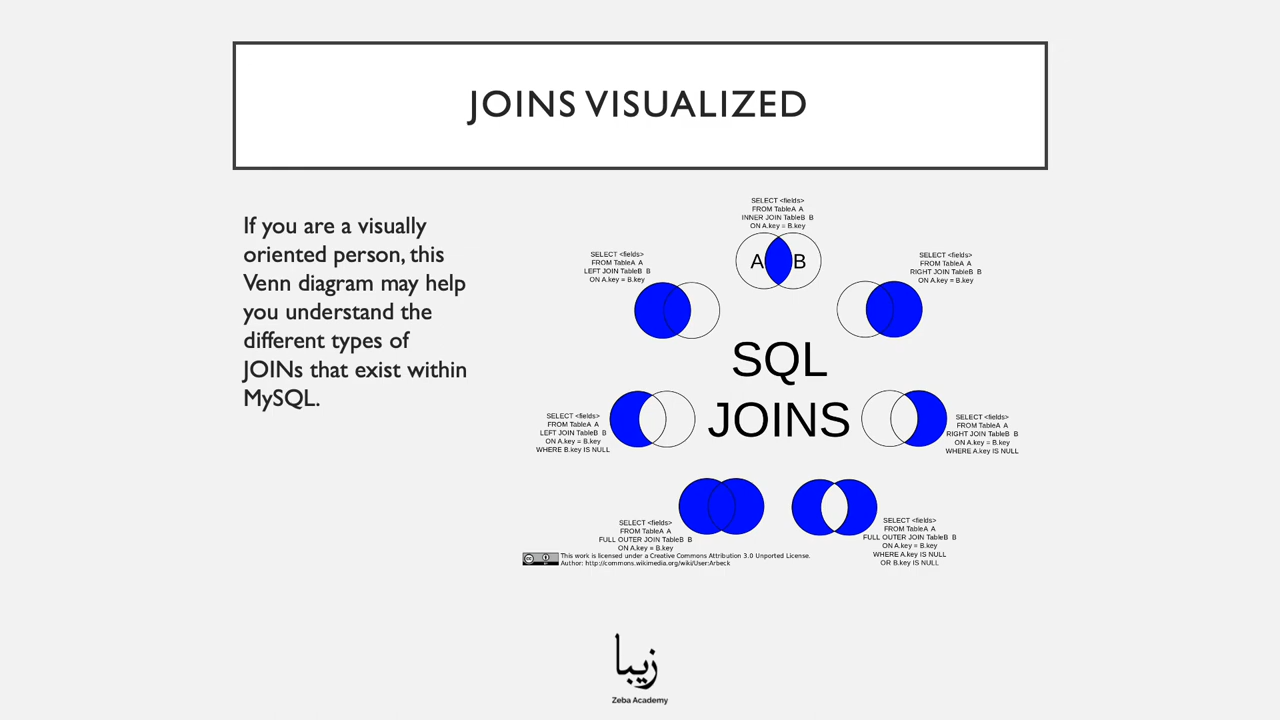 JOINS VISUALIZED
If you are a visually
oriented person, this
Venn diagram may help
you understand the
different types of
JOINs that exist within
MySQL.
SELECT <fields>
FROM TableA A
INNER JOIN TableB B
ON A.key = B.key
A B
SELECT <fields>
FROM TableA A
LEFT JOIN TableB B
ON A.key = B.key
SELECT <fields>
FROM TableA A
RIGHT JOIN TableB B
ON A.key = B.key
SQL
JOINS
SELECT <fields>
FROM TableA A
LEFT JOIN TableB B
ON A.key = B.key
WHERE B.key IS NULL
SELECT <fields>
FROM TableA A
RIGHT JOIN TableB B
ON A.key = B.key
WHERE A.key IS NULL
SELECT <fields>
FROM TableA A
FULL OUTER JOIN TableB B
ON A.key = B.key
SELECT <fields>
FROM TableA A
FULL OUTER JOIN TableB B
ON A.key = B.key
WHERE A.key IS NULL
OR B.key IS NULL
This work is licensed under a Creative Commons Attribution 3.0 Unported License.
Author: http://commons.wikimedia.org/wiki/User:Arbeck
زيبا
Zeba Academy